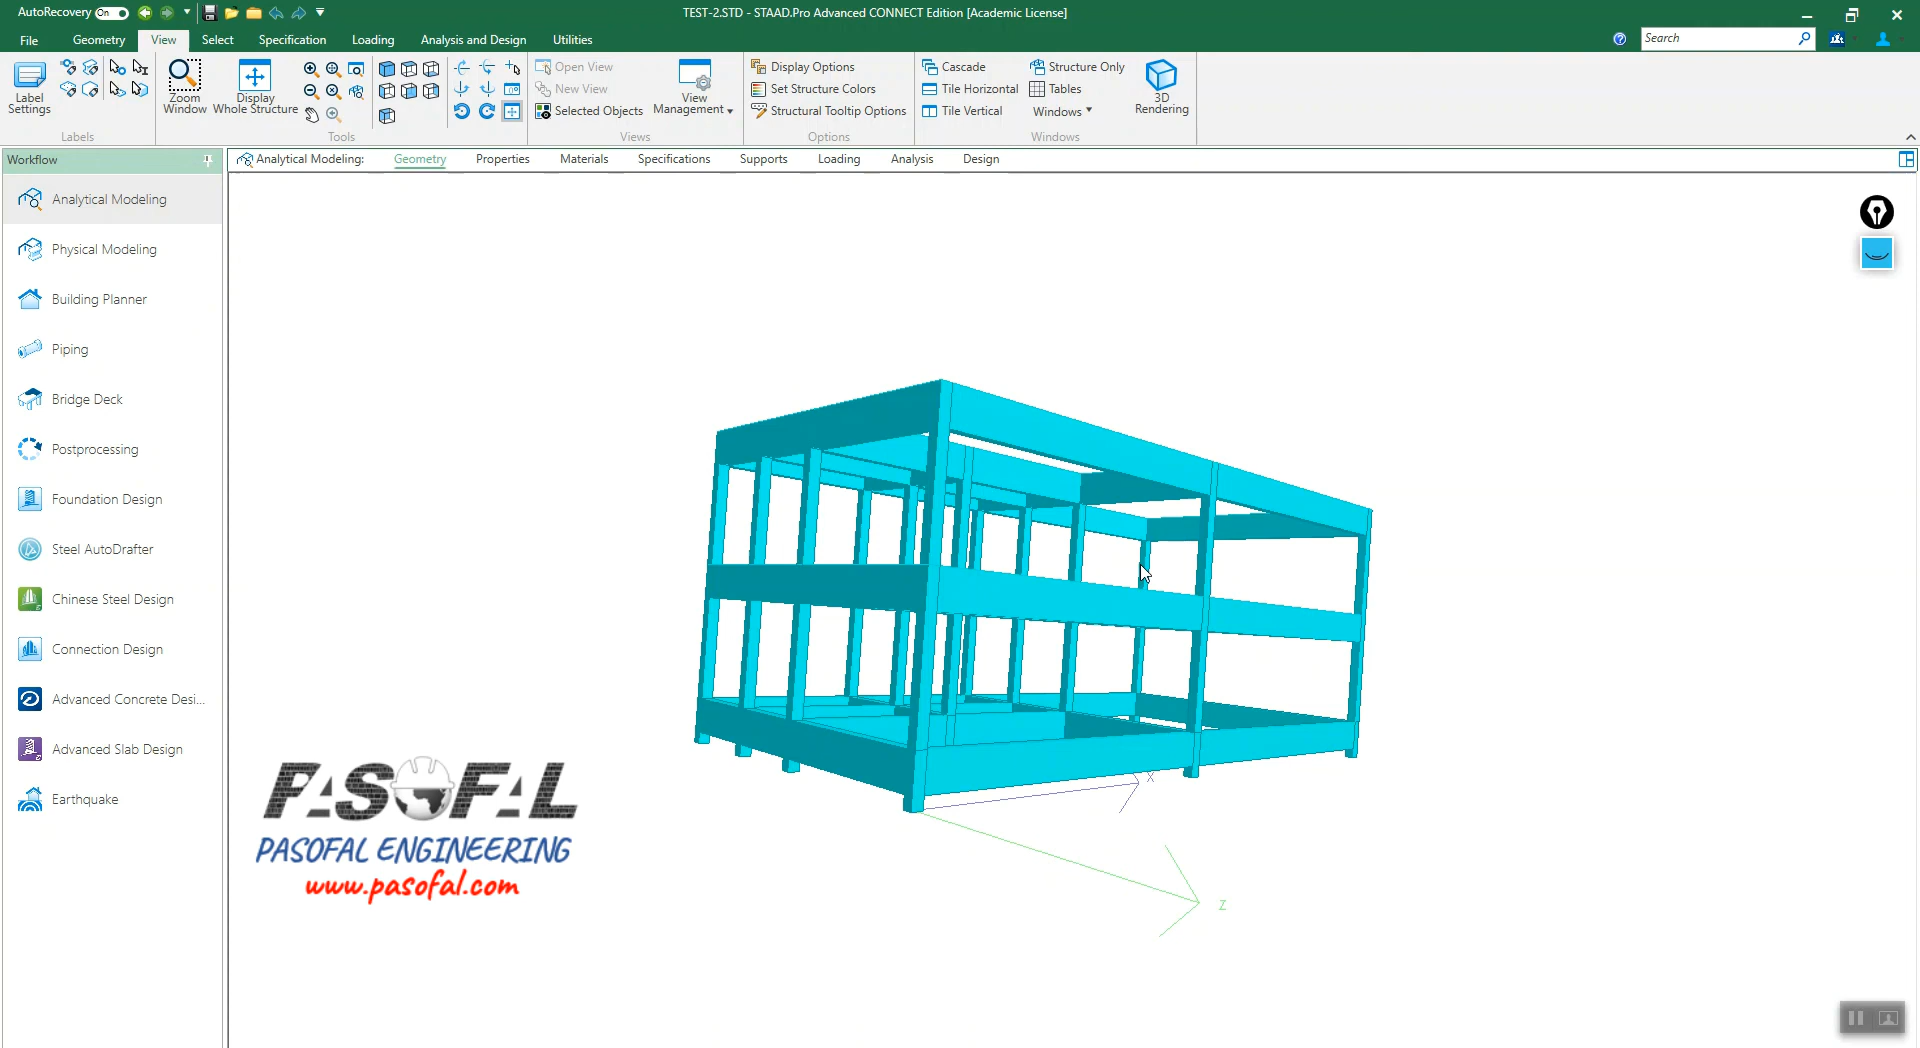 AutoRecovery On
TEST-2.STD - STAAD.Pro Advanced CONNECT Edition [Academic License]
File Geometry View Select Specification Loading Analysis and Design Utilities
Search
Label Settings
Labels
Zoom Window
Display Whole Structure
Tools
Open View
New View
Selected Objects
View Management
Views
Display Options
Set Structure Colors
Structural Tooltip Options
Options
Cascade
Tile Horizontal
Tile Vertical
Structure Only
Tables
Windows
3D Rendering
Windows
Workflow
Analytical Modeling: Geometry Properties Materials Specifications Supports Loading Analysis Design
Analytical Modeling
Physical Modeling
Building Planner
Piping
Bridge Deck
Postprocessing
Foundation Design
Steel AutoDrafter
Chinese Steel Design
Connection Design
Advanced Concrete Desi...
Advanced Slab Design
Earthquake
X
Z
PASOFAL
PASOFAL ENGINEERING
www.pasofal.com